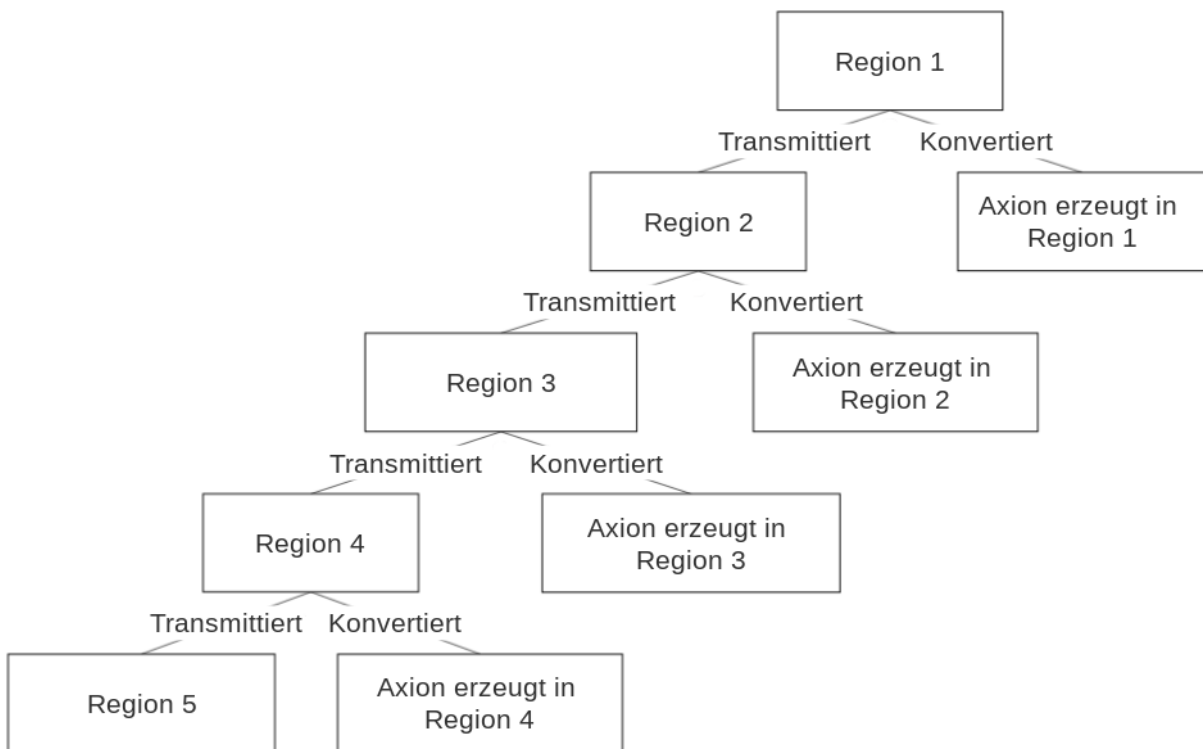 Region 1
Transmittiert
Konvertiert
Region 2
Axion erzeugt in
Region 1
Transmittiert
Konvertiert
Region 3
Axion erzeugt in
Region 2
Transmittiert
Konvertiert
Region 4
Axion erzeugt in
Region 3
Transmittiert
Konvertiert
Region 5
Axion erzeugt in
Region 4